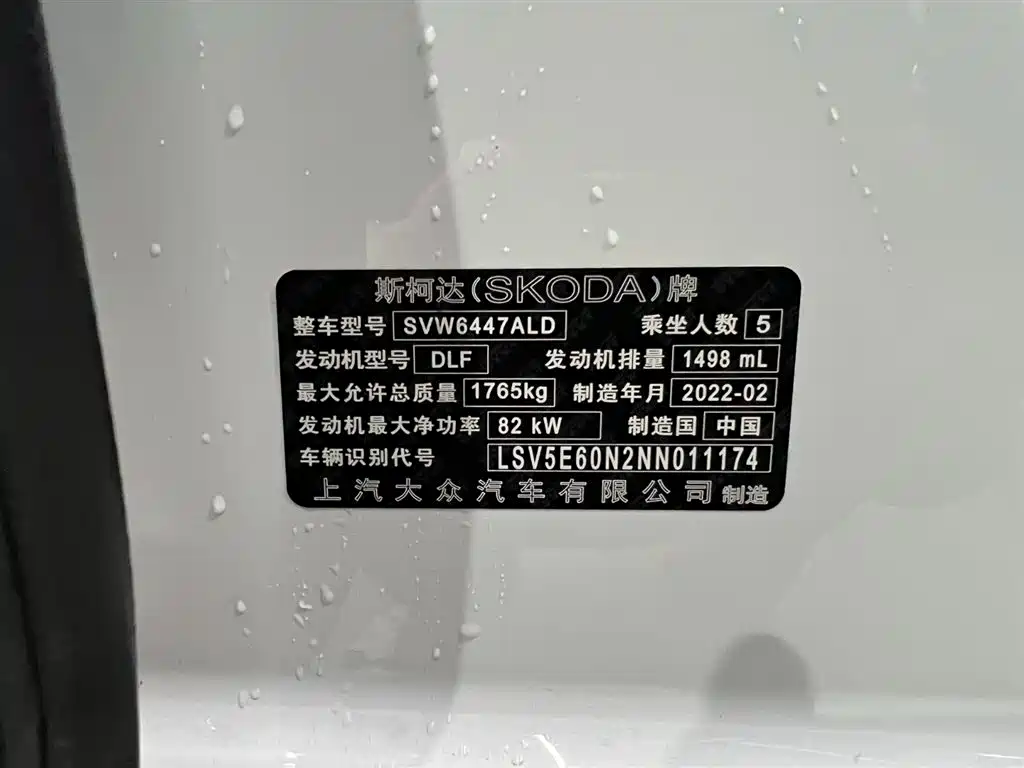 斯柯达(SKODA)牌
整车型号 SVW6447ALD 乘坐人数 5
发动机型号 DLF 发动机排量 1498 mL
最大允许总质量 1765kg 制造年月 2022-02
发动机最大净功率 82 kW 制造国 中国
车辆识别代号 LSV5E60N2NN011174
上汽大众汽车有限公司 制造